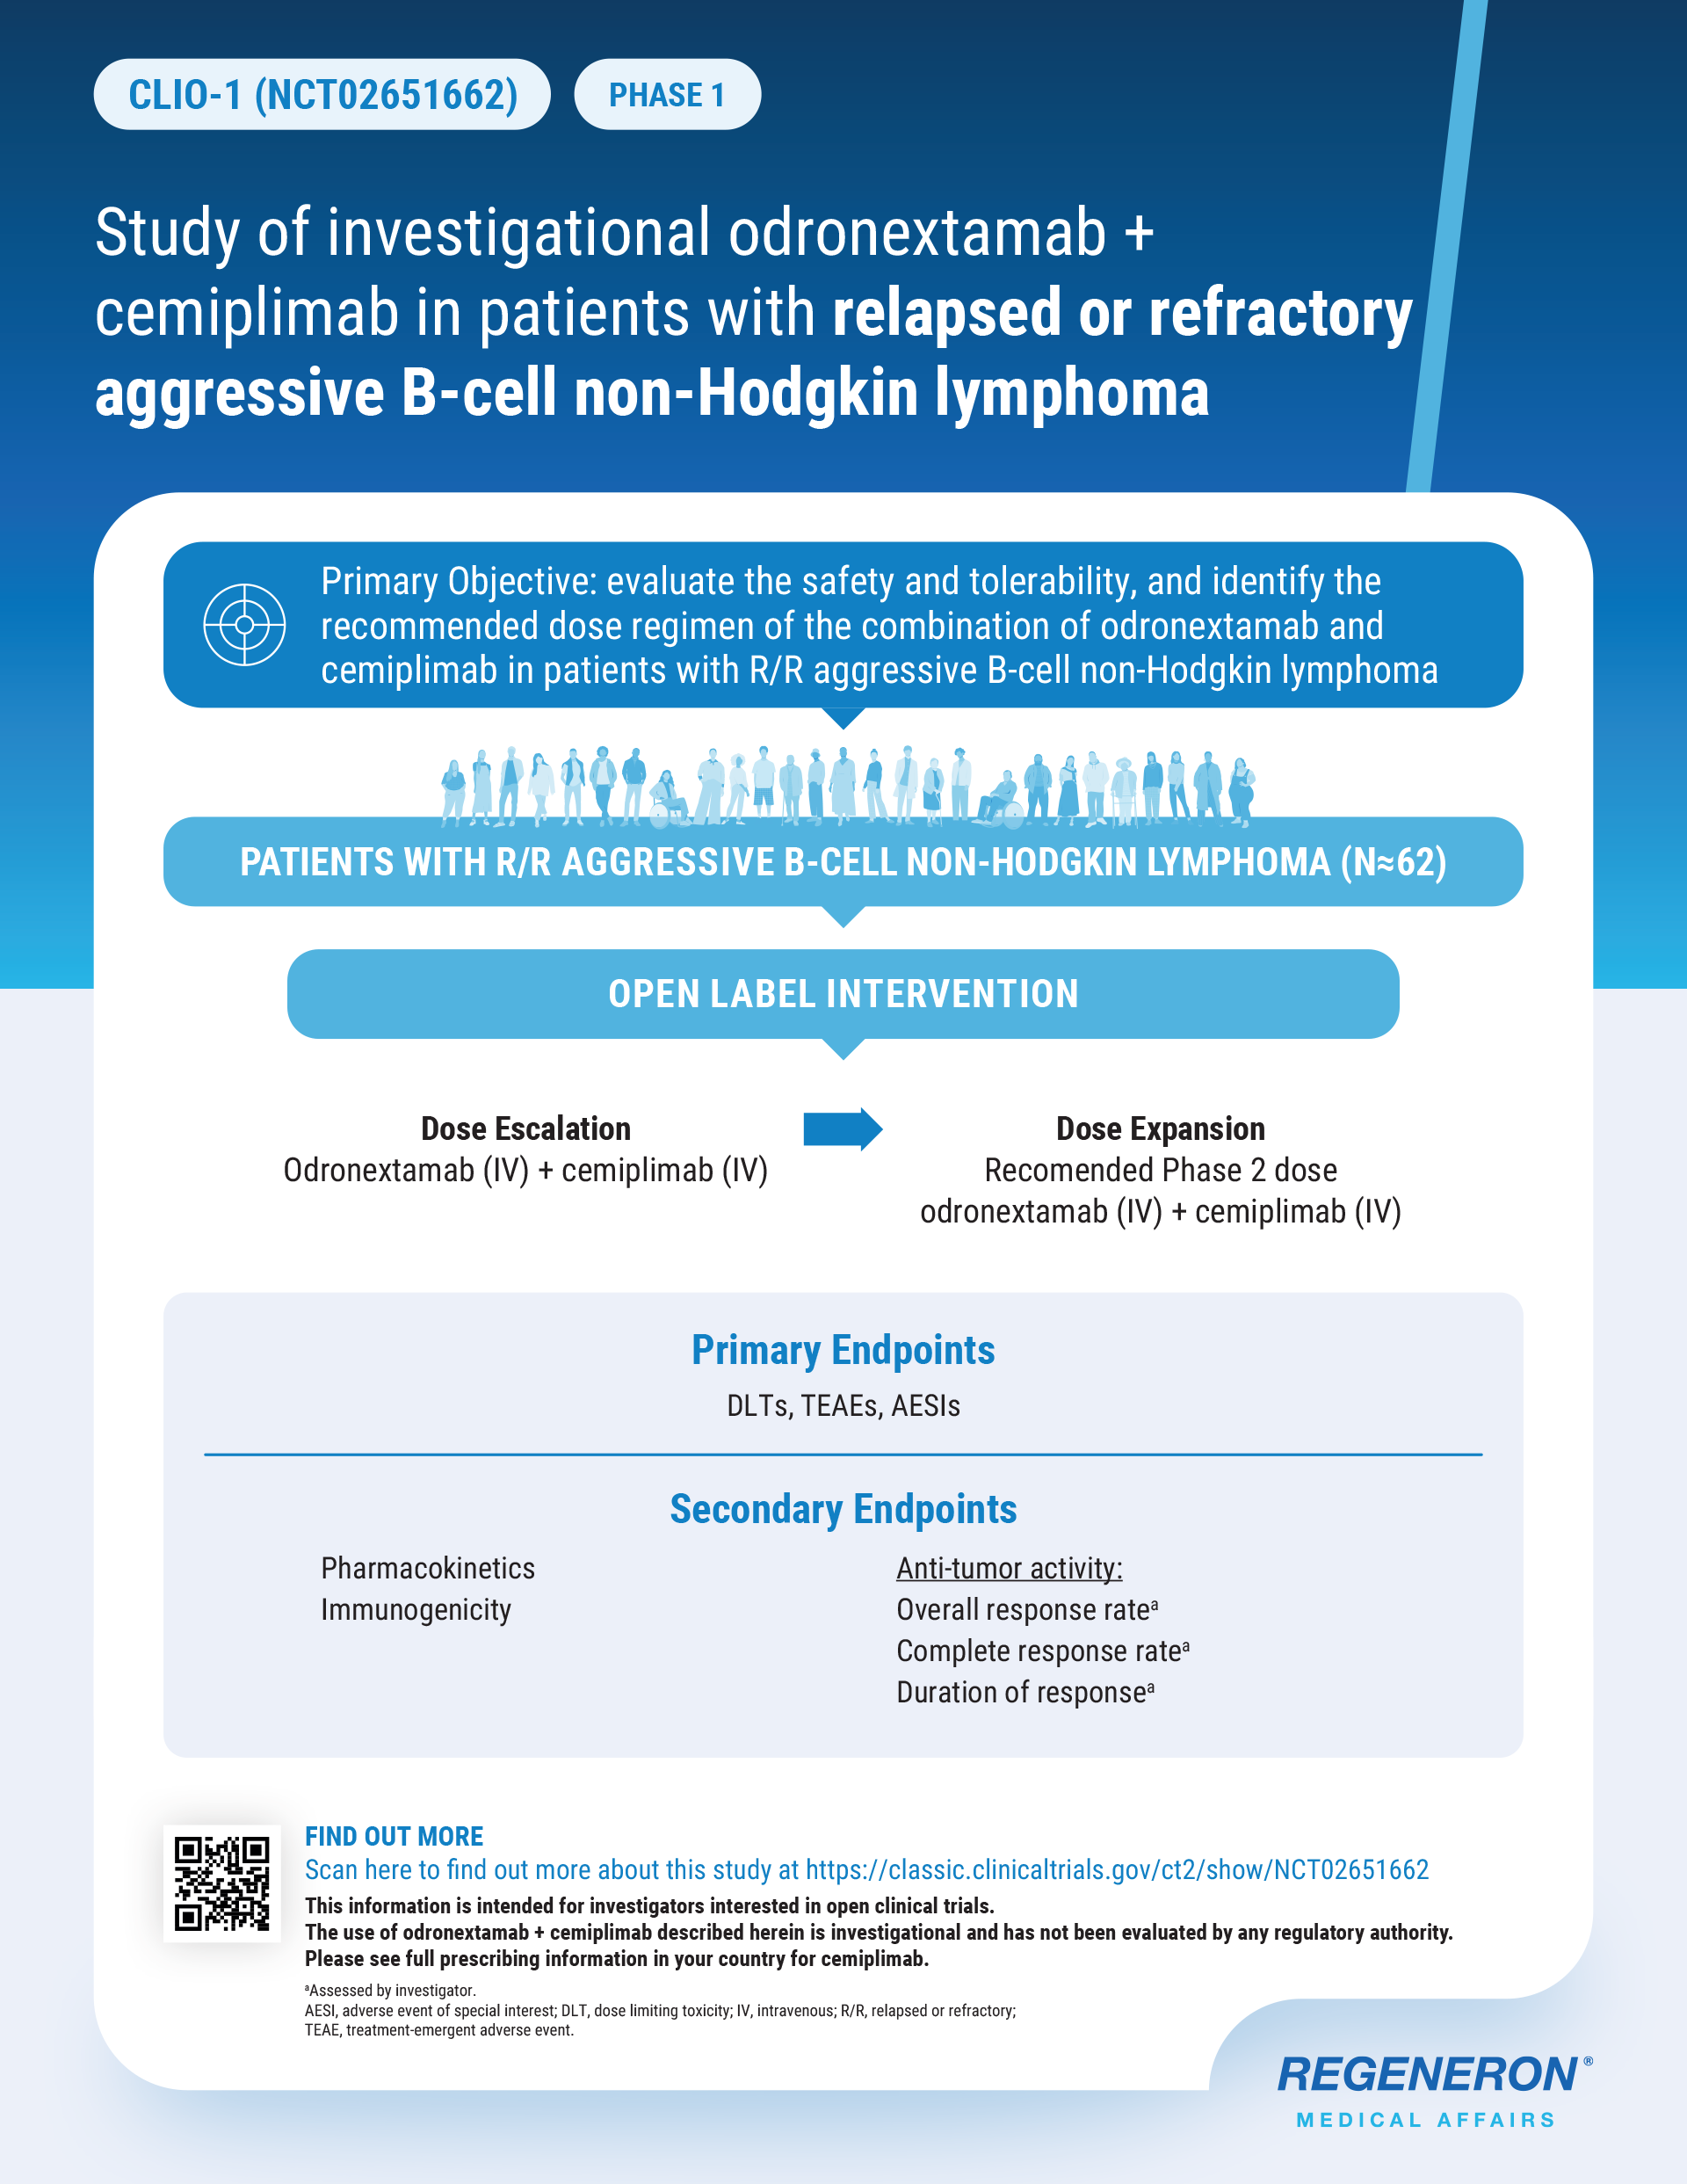 CLIO-1 (NCT02651662)
PHASE 1
Study of investigational odronextamab +
cemiplimab in patients with relapsed or refractory
aggressive B-cell non-Hodgkin lymphoma
Primary Objective: evaluate the safety and tolerability, and identify the
recommended dose regimen of the combination of odronextamab and
cemiplimab in patients with R/R aggressive B-cell non-Hodgkin lymphoma
PATIENTS WITH R/R AGGRESSIVE B-CELL NON-HODGKIN LYMPHOMA (N≈62)
OPEN LABEL INTERVENTION
Dose Escalation
Odronextamab (IV) + cemiplimab (IV)
Dose Expansion
Recomended Phase 2 dose
odronextamab (IV) + cemiplimab (IV)
Primary Endpoints
DLTs, TEAEs, AESIs
Secondary Endpoints
Pharmacokinetics
Immunogenicity
Anti-tumor activity:
Overall response rateᵃ
Complete response rateᵃ
Duration of responseᵃ
FIND OUT MORE
Scan here to find out more about this study at https://classic.clinicaltrials.gov/ct2/show/NCT02651662
This information is intended for investigators interested in open clinical trials.
The use of odronextamab + cemiplimab described herein is investigational and has not been evaluated by any regulatory authority.
Please see full prescribing information in your country for cemiplimab.
ᵃAssessed by investigator.
AESI, adverse event of special interest; DLT, dose limiting toxicity; IV, intravenous; R/R, relapsed or refractory;
TEAE, treatment-emergent adverse event.
REGENERON®
MEDICAL AFFAIRS